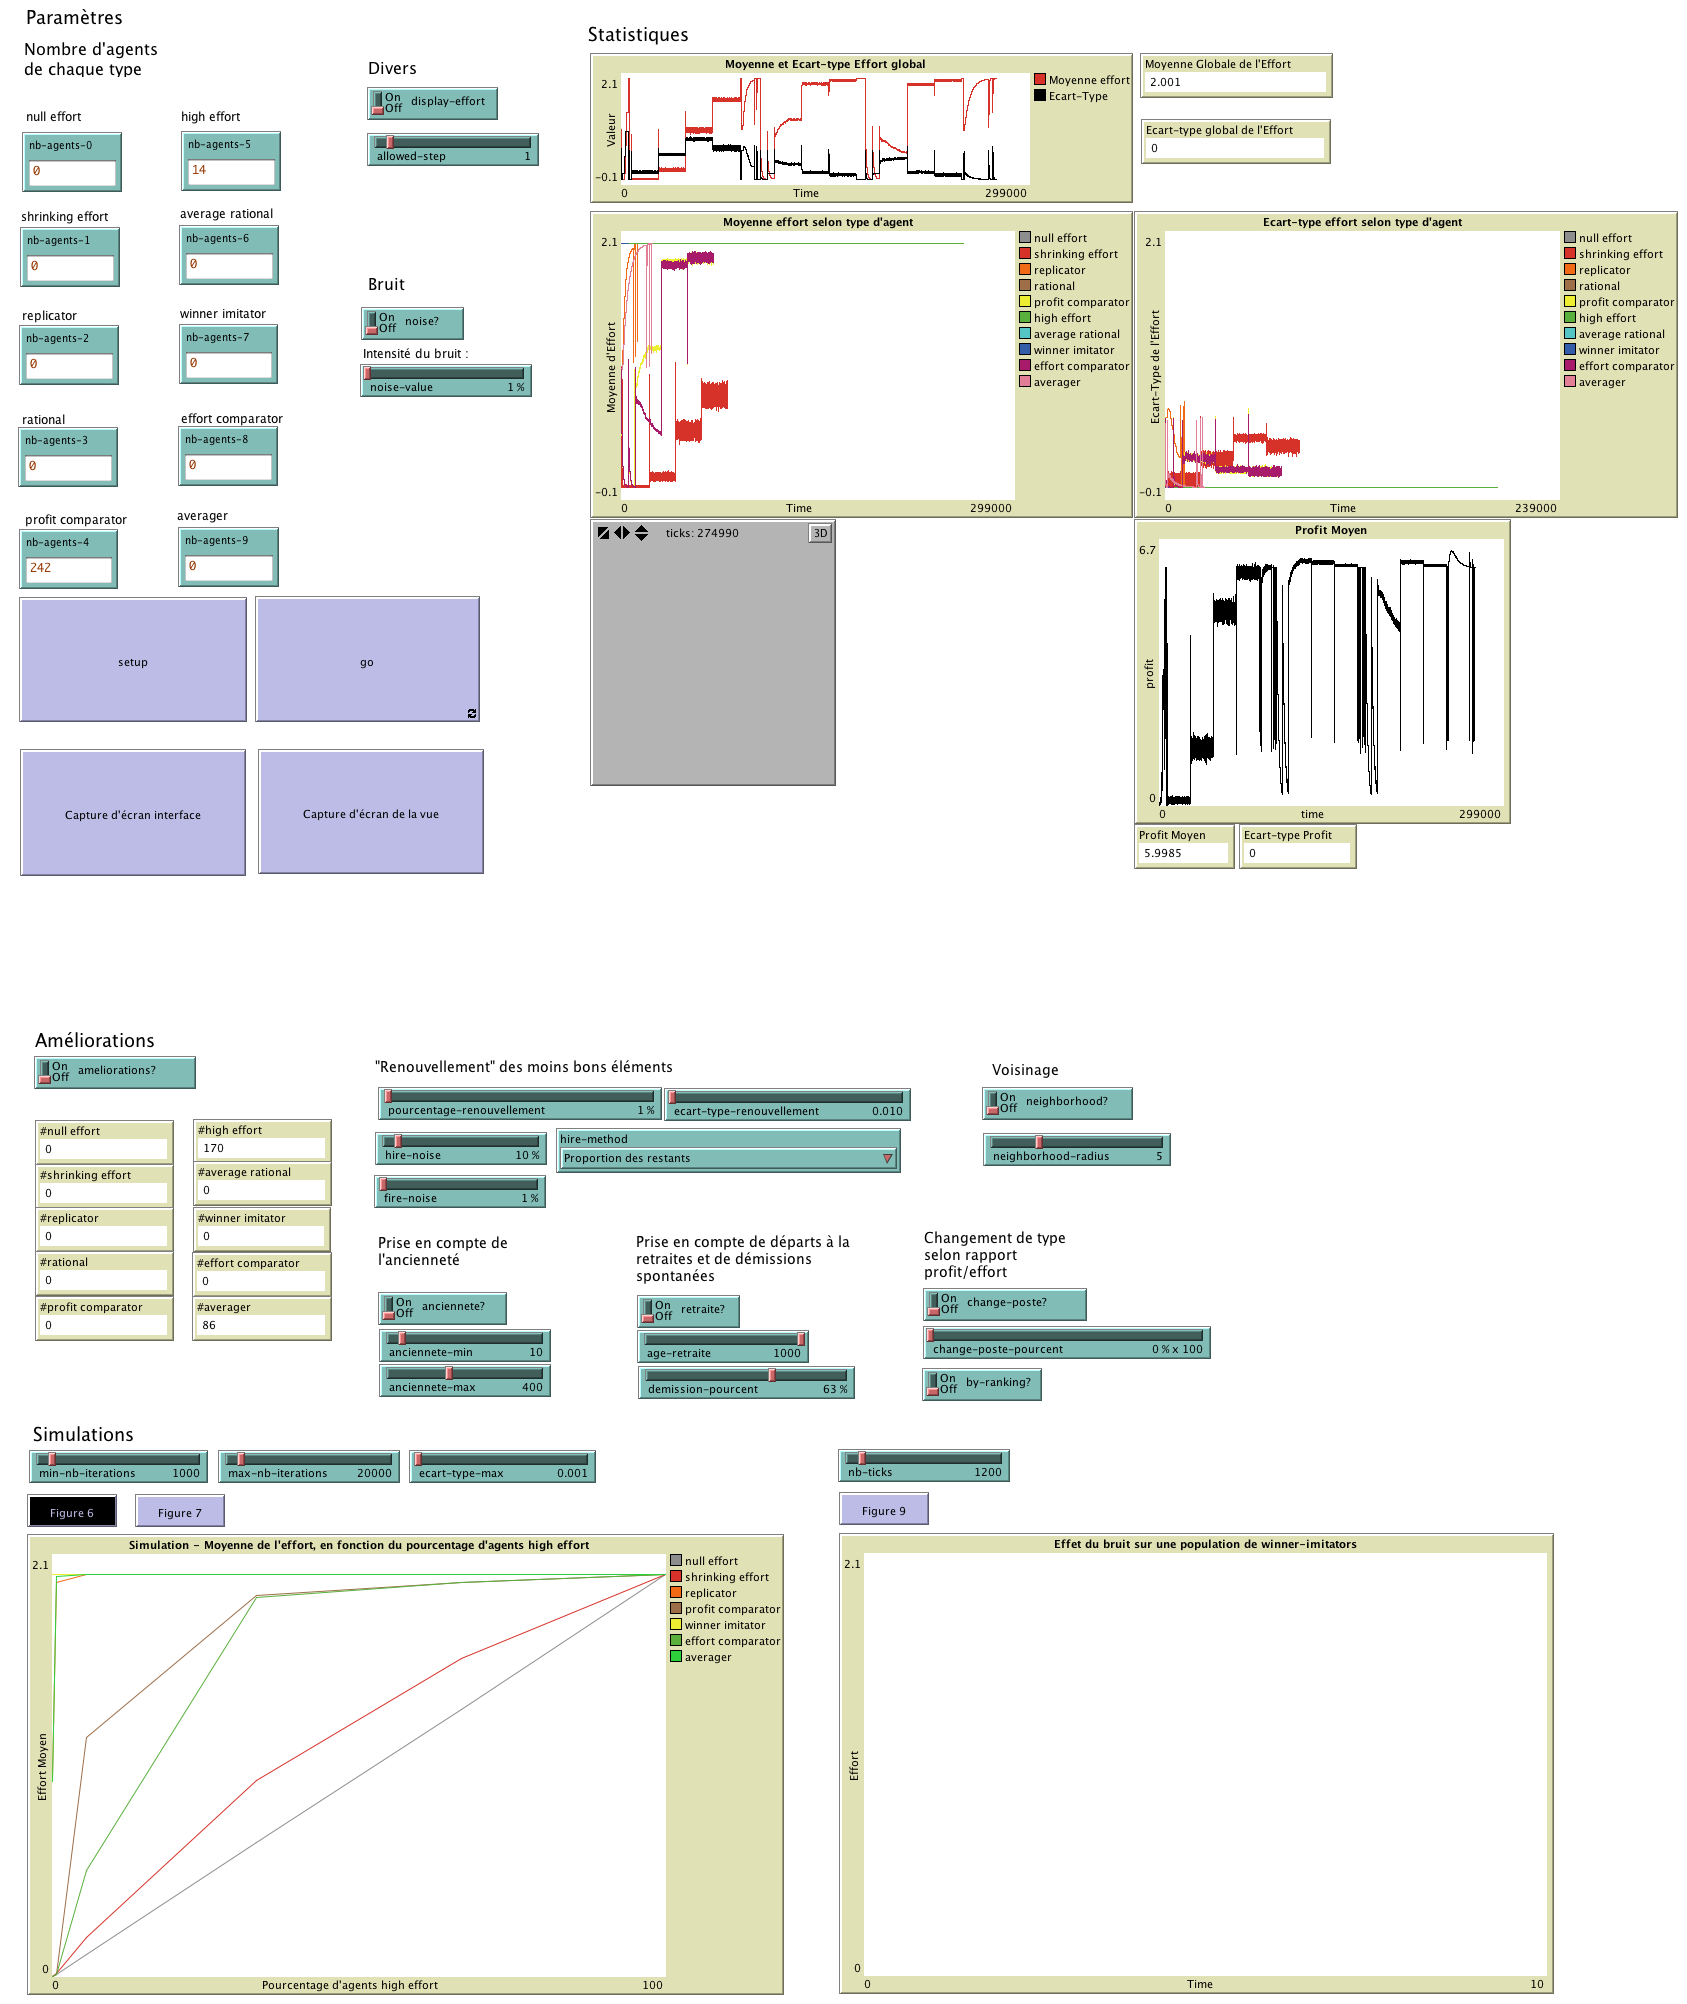 Paramètres
Nombre d'agents
de chaque type
null effort
nb-agents-0
0
high effort
nb-agents-5
14
shrinking effort
nb-agents-1
0
average rational
nb-agents-6
0
replicator
nb-agents-2
0
winner imitator
nb-agents-7
0
rational
nb-agents-3
0
effort comparator
nb-agents-8
0
profit comparator
nb-agents-4
242
averager
nb-agents-9
0
setup
go
Capture d'écran interface
Capture d'écran de la vue
Divers
On
Off
display-effort
allowed-step 1
Bruit
On
Off
noise?
Intensité du bruit :
noise-value 1 %
Statistiques
Moyenne et Ecart-type Effort global
2.1
Valeur
-0.1
0
Time
299000
Moyenne effort
Ecart-Type
Moyenne Globale de l'Effort
2.001
Ecart-type global de l'Effort
0
Moyenne effort selon type d'agent
2.1
Moyenne d'Effort
-0.1
0
Time
299000
null effort
shrinking effort
replicator
rational
profit comparator
high effort
average rational
winner imitator
effort comparator
averager
Ecart-type effort selon type d'agent
2.1
Ecart-Type de l'Effort
-0.1
0
Time
239000
null effort
shrinking effort
replicator
rational
profit comparator
high effort
average rational
winner imitator
effort comparator
averager
ticks: 274990
3D
Profit Moyen
6.7
profit
0
0
time
299000
Profit Moyen
5.9985
Ecart-type Profit
0
Améliorations
On
Off
ameliorations?
#null effort
0
#high effort
170
#shrinking effort
0
#average rational
0
#replicator
0
#winner imitator
0
#rational
0
#effort comparator
0
#profit comparator
0
#averager
86
"Renouvellement" des moins bons éléments
pourcentage-renouvellement 1 %
ecart-type-renouvellement 0.010
hire-noise 10 %
hire-method
Proportion des restants
fire-noise 1 %
Voisinage
On
Off
neighborhood?
neighborhood-radius 5
Prise en compte de
l'ancienneté
On
Off
anciennete?
anciennete-min 10
anciennete-max 400
Prise en compte de départs à la
retraites et de démissions
spontanées
On
Off
retraite?
age-retraite 1000
demission-pourcent 63 %
Changement de type
selon rapport
profit/effort
On
Off
change-poste?
change-poste-pourcent 0 % x 100
On
Off
by-ranking?
Simulations
min-nb-iterations 1000
max-nb-iterations 20000
ecart-type-max 0.001
Figure 6
Figure 7
Simulation - Moyenne de l'effort, en fonction du pourcentage d'agents high effort
2.1
Effort Moyen
0
0
Pourcentage d'agents high effort
100
null effort
shrinking effort
replicator
profit comparator
winner imitator
effort comparator
averager
nb-ticks 1200
Figure 9
Effet du bruit sur une population de winner-imitators
2.1
Effort
0
0
Time
10